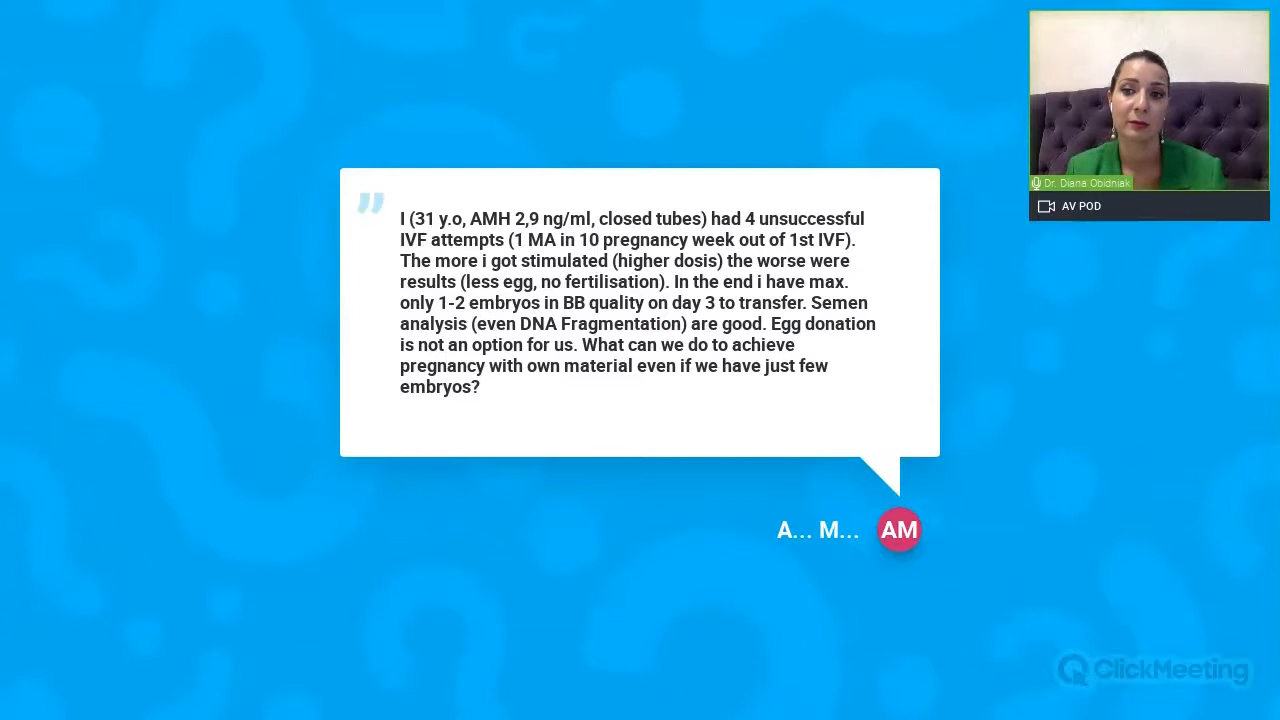 I (31 y.o, AMH 2,9 ng/ml, closed tubes) had 4 unsuccessful
IVF attempts (1 MA in 10 pregnancy week out of 1st IVF).
The more i got stimulated (higher dosis) the worse were
results (less egg, no fertilisation). In the end i have max.
only 1-2 embryos in BB quality on day 3 to transfer. Semen
analysis (even DNA Fragmentation) are good. Egg donation
is not an option for us. What can we do to achieve
pregnancy with own material even if we have just few
embryos?
A... M... AM
Dr. Diana Obidniak
AV POD
ClickMeeting